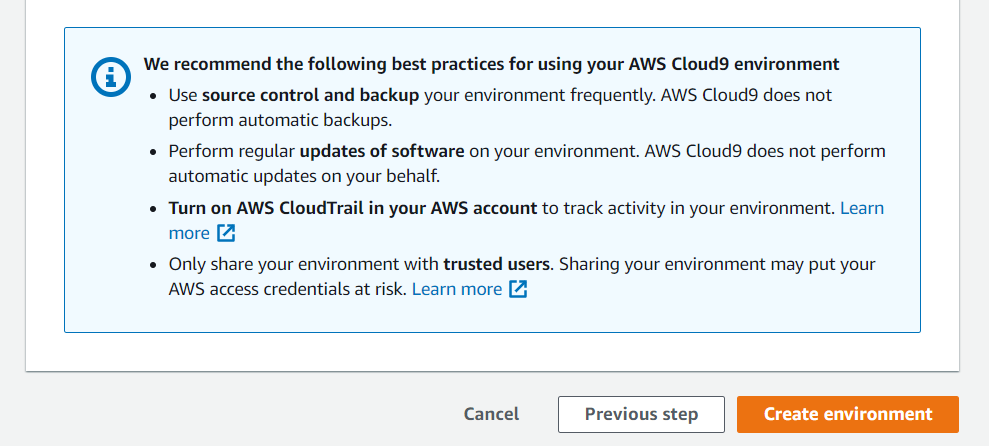 We recommend the following best practices for using your AWS Cloud9 environment
• Use source control and backup your environment frequently. AWS Cloud9 does not
perform automatic backups.
• Perform regular updates of software on your environment. AWS Cloud9 does not perform
automatic updates on your behalf.
• Turn on AWS CloudTrail in your AWS account to track activity in your environment. Learn
more
• Only share your environment with trusted users. Sharing your environment may put your
AWS access credentials at risk. Learn more
Cancel Previous step Create environment